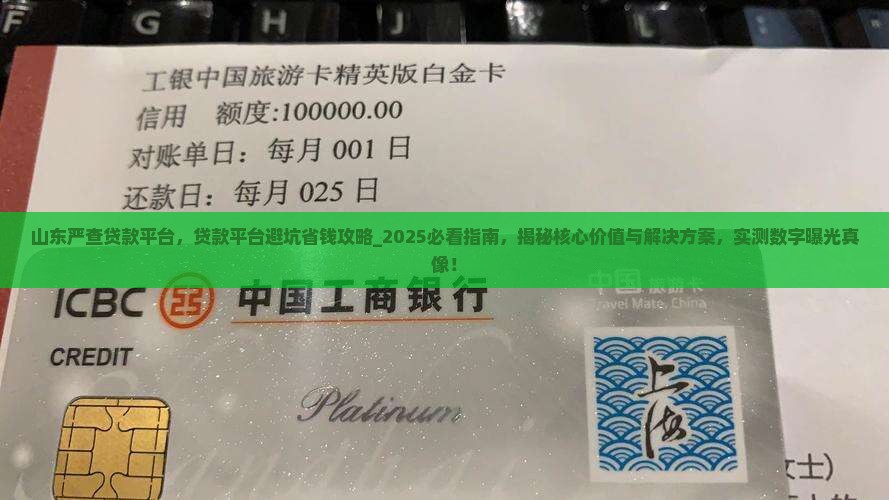 F G H J K L
工银中国旅游卡精英版白金卡
信用 额度:100000.00
对账单日：每月 001 日
还款日：每月 025 日
山东严查贷款平台，贷款平台避坑省钱攻略_2025必看指南，揭秘核心价值与解决方案，实测数字曝光真
像！
ICBC 中国工商银行
中国旅游卡
Travel Mate, China
CREDIT
Platinum
上海
女士)